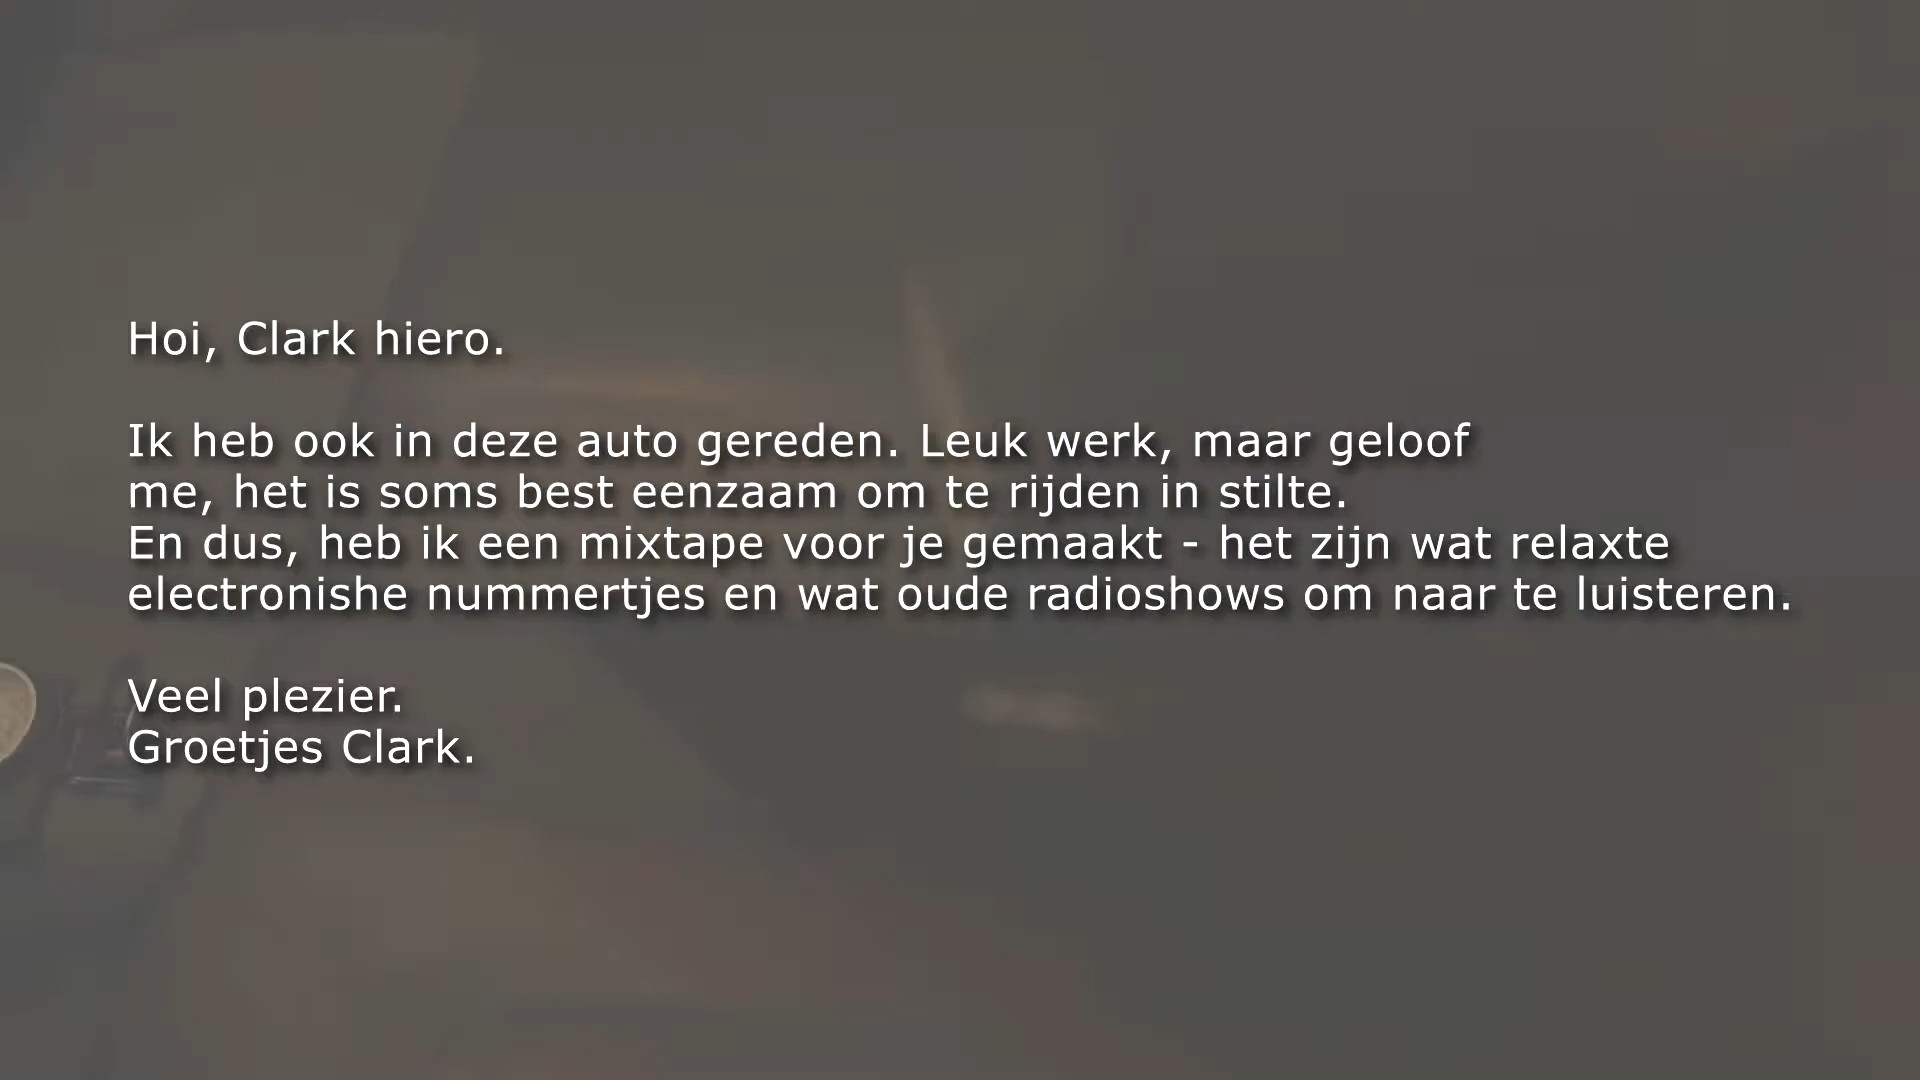 Hoi, Clark hiero.
Ik heb ook in deze auto gereden. Leuk werk, maar geloof
me, het is soms best eenzaam om te rijden in stilte.
En dus, heb ik een mixtape voor je gemaakt - het zijn wat relaxte
electronishe nummertjes en wat oude radioshows om naar te luisteren.
Veel plezier.
Groetjes Clark.